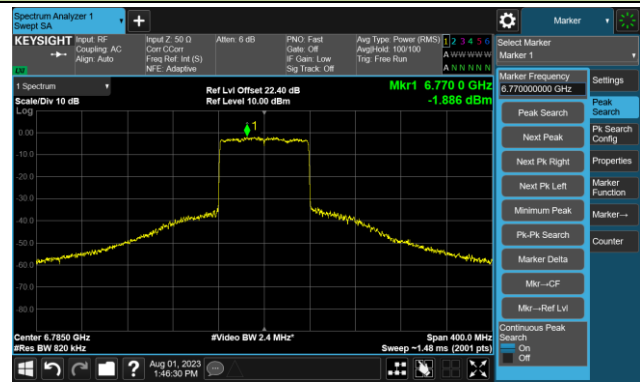 Spectrum Analyzer 1
Swept SA
Marker
KEYSIGHT
Input: RF
Coupling: AC
Align: Auto
Input Z: 50 Ω
Corr CCorr
Freq Ref: Int (S)
NFE: Adaptive
Atten: 6 dB
PNO: Fast
Gate: Off
IF Gain: Low
Sig Track: Off
Avg Type: Power (RMS)
Avg|Hold: 100/100
Trig: Free Run
1 2 3 4 5 6
A W W W W W
A N N N N N
LXI
Select Marker
Marker 1
1 Spectrum
Scale/Div 10 dB
Ref Lvl Offset 22.40 dB
Ref Level 10.00 dBm
Mkr1 6.770 0 GHz
-1.886 dBm
Log
0.00
-10.0
-20.0
-30.0
-40.0
-50.0
-60.0
-70.0
-80.0
1
Center 6.7850 GHz
#Res BW 820 kHz
#Video BW 2.4 MHz*
Span 400.0 MHz
Sweep ~1.48 ms (2001 pts)
Marker Frequency
6.770000000 GHz
Peak Search
Next Peak
Next Pk Right
Next Pk Left
Minimum Peak
Pk-Pk Search
Marker Delta
Mkr→CF
Mkr→Ref Lvl
Continuous Peak
Search
On
Off
Settings
Peak
Search
Pk Search
Config
Properties
Marker
Function
Marker→
Counter
Aug 01, 2023
1:46:30 PM